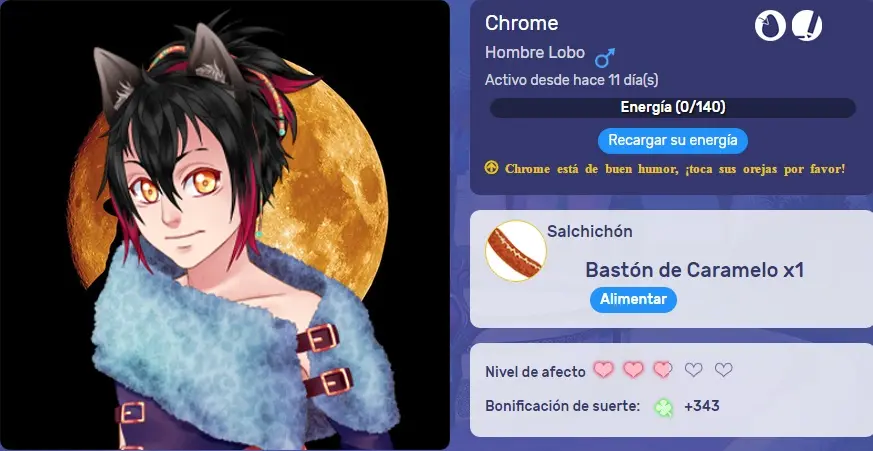 Chrome
Hombre Lobo
Activo desde hace 11 día(s)
Energía (0/140)
Recargar su energía
Chrome está de buen humor, ¡toca sus orejas por favor!
Salchichón
Bastón de Caramelo x1
Alimentar
Nivel de afecto
Bonificación de suerte: +343